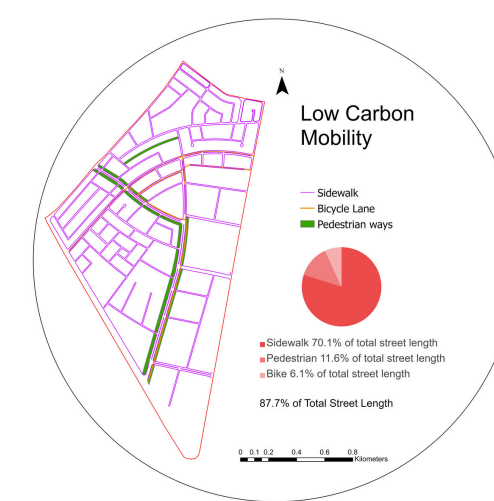 N
Low Carbon
Mobility
Sidewalk
Bicycle Lane
Pedestrian ways
Sidewalk 70.1% of total street length
Pedestrian 11.6% of total street length
Bike 6.1% of total street length
87.7% of Total Street Length
0 0.1 0.2 0.4 0.6 0.8
Kilometers